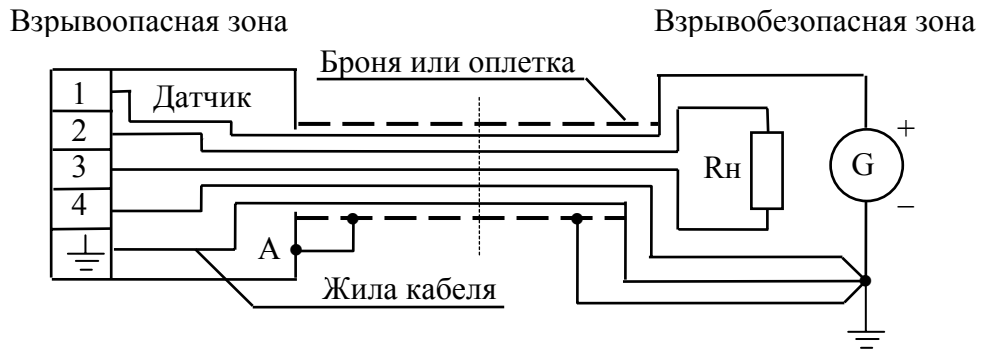 Взрывоопасная зона
Взрывобезопасная зона
Броня или оплетка
1
Датчик
2
3
4
Rн
G
+
−
А
Жила кабеля